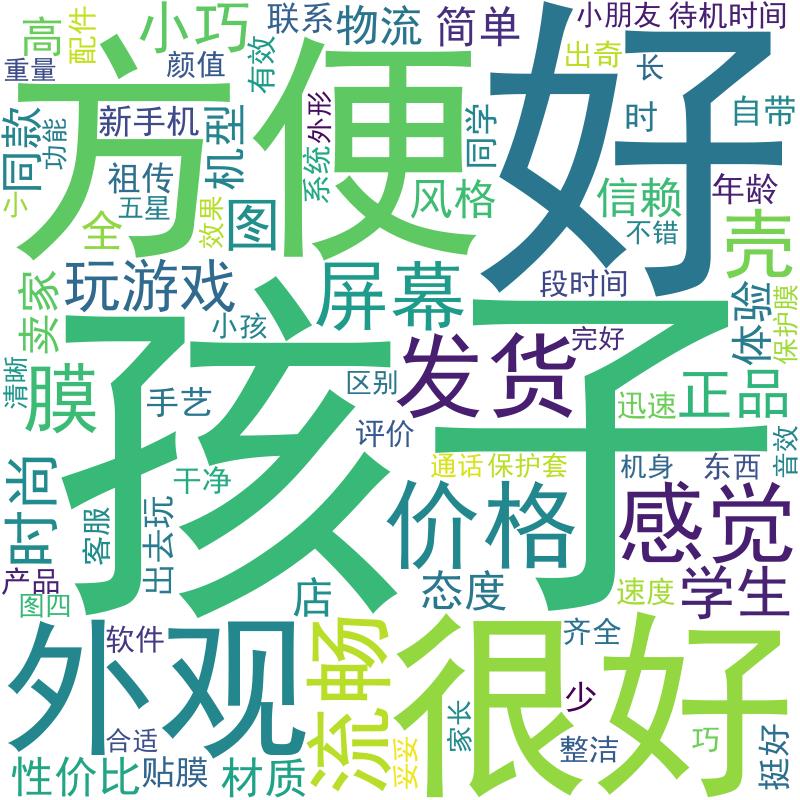 高
配件
小巧
联系
物流
简单
小朋友
待机时间
重量
颜值
有效
出奇
长
方便
好
同款
功能
新手机
机型
外形
同学
时
自带
祖传
系统
风格
信赖
年龄
小
五星
全
效果
图
不错
壳
卖家
玩游戏
屏幕
段时间
体验
保护膜
小孩
孩子
发货
完好
清晰
膜
手艺
区别
迅速
正品
评价
音效
时尚
干净
通话
保护套
机身
东西
客服
出去玩
价格
感觉
产品
图四
店
态度
速度
学生
外观
软件
流畅
很好
齐全
少
合适
妥妥
家长
整洁
巧
挺好
性价比
贴膜
材质